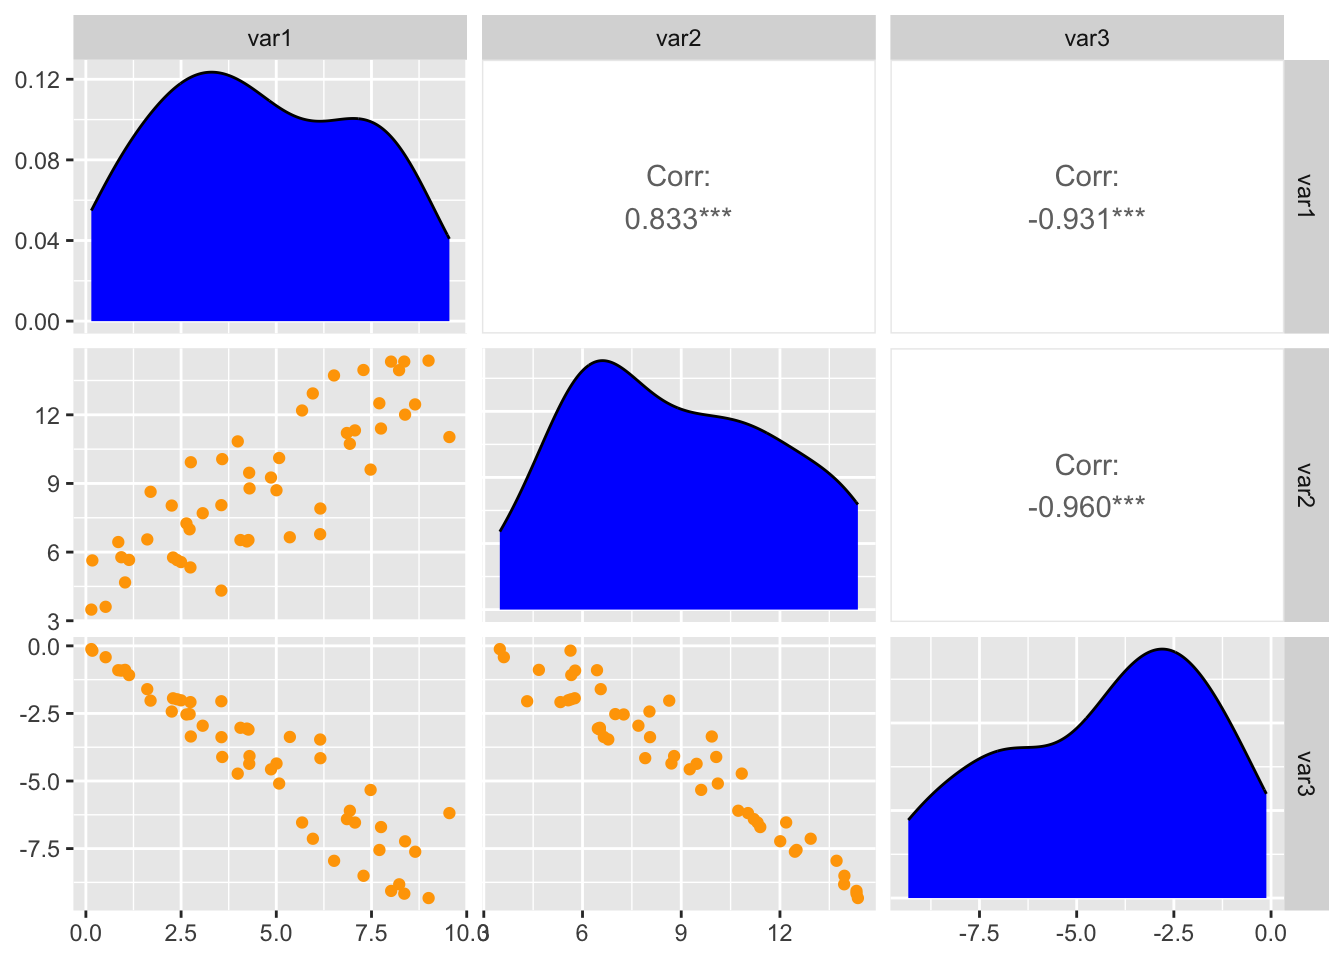 var1 var2 var3
0.12
0.08
0.04
0.00
Corr:
0.833***
Corr:
-0.931***
var1
12
9
6
3
Corr:
-0.960***
var2
0.0
-2.5
-5.0
-7.5
var3
0.0 2.5 5.0 7.5 10.0
3 6 9 12
-7.5 -5.0 -2.5 0.0